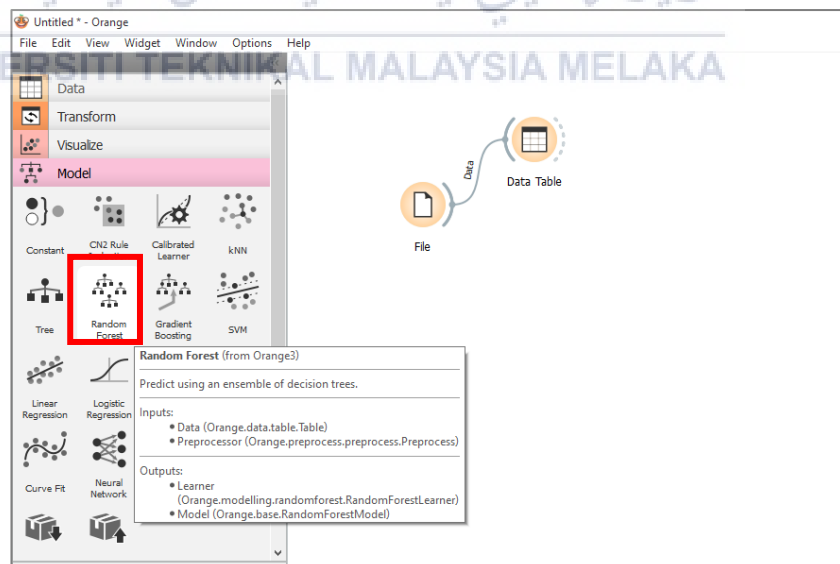 Untitled * - Orange
File Edit View Widget Window Options Help
ERSITI TEKNIKAL MALAYSIA MELAKA
Data
Transform
Visualize
Model
Constant
CN2 Rule
Calibrated
Learner
kNN
Tree
Random
Forest
Gradient
Boosting
SVM
Linear
Regression
Logistic
Regression
Curve Fit
Neural
Network
Random Forest (from Orange3)
Predict using an ensemble of decision trees.
Inputs:
• Data (Orange.data.table.Table)
• Preprocessor (Orange.preprocess.preprocess.Preprocess)
Outputs:
• Learner
(Orange.modelling.randomforest.RandomForestLearner)
• Model (Orange.base.RandomForestModel)
File
Data
Data Table